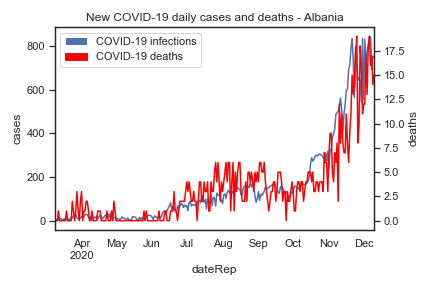 New COVID-19 daily cases and deaths - Albania
COVID-19 infections
COVID-19 deaths
cases
800
600
400
200
0
17.5
15.0
12.5
10.0
7.5
5.0
2.5
0.0
deaths
Apr May Jun Jul Aug Sep Oct Nov Dec
2020
dateRep